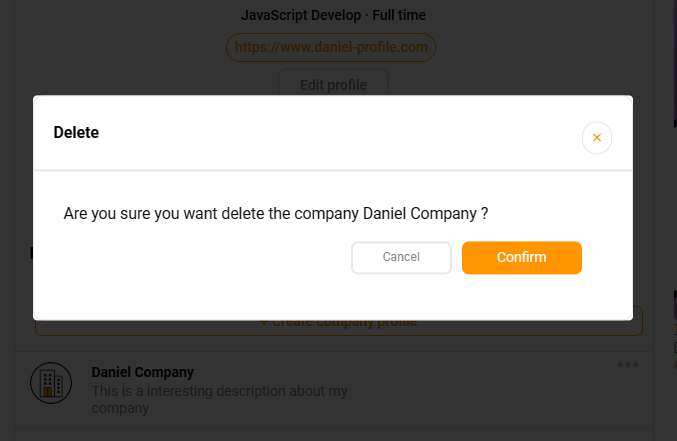 JavaScript Develop · Full time
https://www.daniel-profile.com
Edit profile
Delete
Are you sure you want delete the company Daniel Company ?
Cancel
Confirm
+ Create company profile
Daniel Company
This is a interesting description about my
company